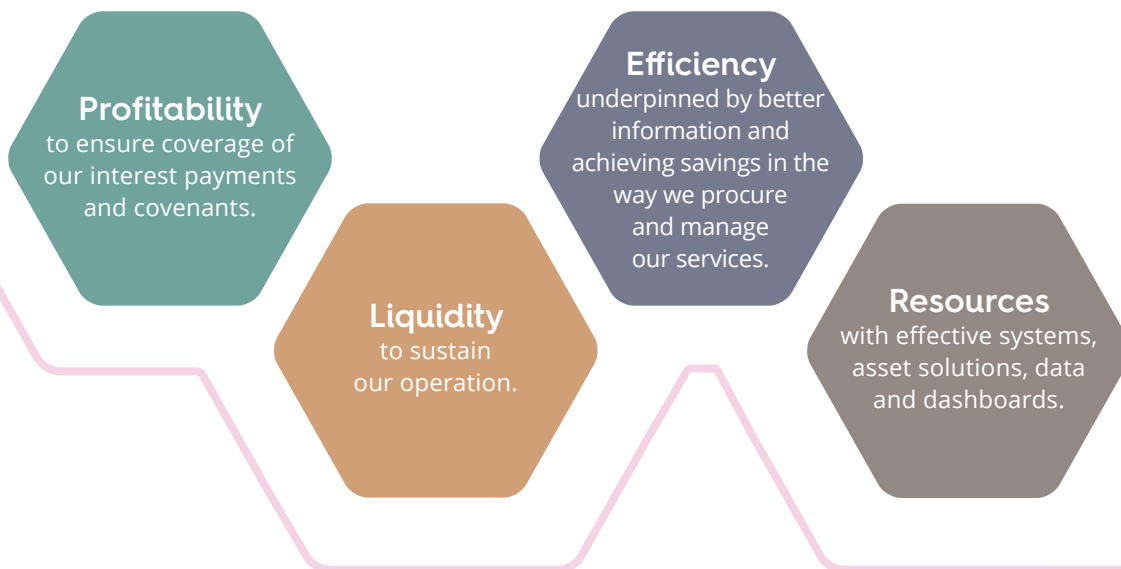 Profitability
to ensure coverage of
our interest payments
and covenants.
Liquidity
to sustain
our operation.
Efficiency
underpinned by better
information and
achieving savings in the
way we procure
and manage
our services.
Resources
with effective systems,
asset solutions, data
and dashboards.